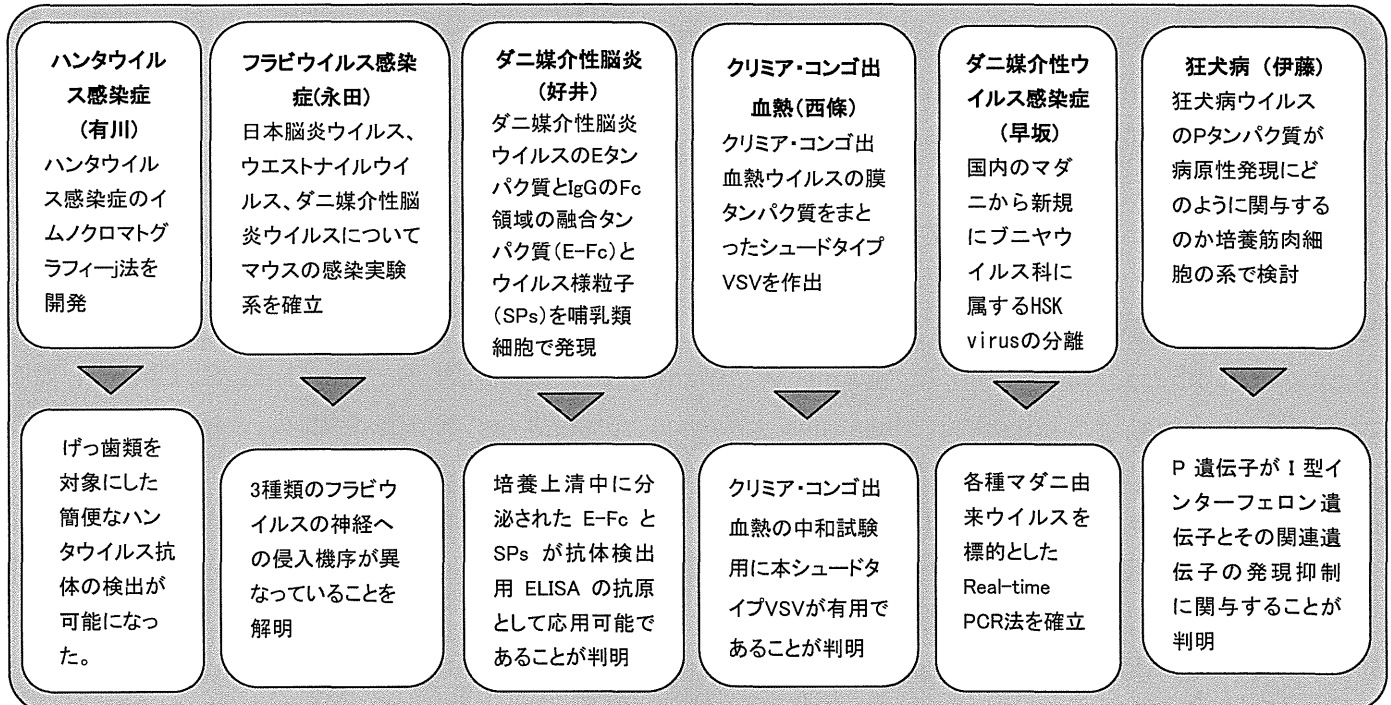 ハンタウイル
ス感染症
(有川)
ハンタウイル
ス感染症のイ
ムノクロマトグ
ラフィーj法を
開発
げっ歯類を
対象にした
簡便なハン
タウイルス抗
体の検出が
可能になっ
た。
フラビウイルス感染
症(永田)
日本脳炎ウイルス、
ウエストナイルウイ
ルス、ダニ媒介性脳
炎ウイルスについて
マウスの感染実験
系を確立
3種類のフラビウ
イルスの神経へ
の侵入機序が異
なっていることを
解明
ダニ媒介性脳炎
(好井)
ダニ媒介性脳炎
ウイルスのEタン
パク質とIgGのFc
領域の融合タン
パク質(E-Fc)と
ウイルス様粒子
(SPs)を哺乳類
細胞で発現
培養上清中に分
泌された E-Fc と
SPs が抗体検出
用 ELISA の抗原
として応用可能で
あることが判明
クリミア・コンゴ出
血熱(西條)
クリミア・コンゴ出
血熱ウイルスの膜
タンパク質をまと
ったシュードタイプ
VSVを作出
クリミア・コンゴ出
血熱の中和試験
用に本シュードタ
イプVSVが有用で
あることが判明
ダニ媒介性ウ
イルス感染症
(早坂)
国内のマダ
ニから新規
にブニヤウ
イルス科に
属するHSK
virusの分離
各種マダニ由
来ウイルスを
標的とした
Real-time
PCR法を確立
狂犬病 (伊藤)
狂犬病ウイルス
のPタンパク質が
病原性発現にど
のように関与する
のか培養筋肉細
胞の系で検討
P 遺伝子が I 型イ
ンターフェロン遺
伝子とその関連遺
伝子の発現抑制
に関与することが
判明